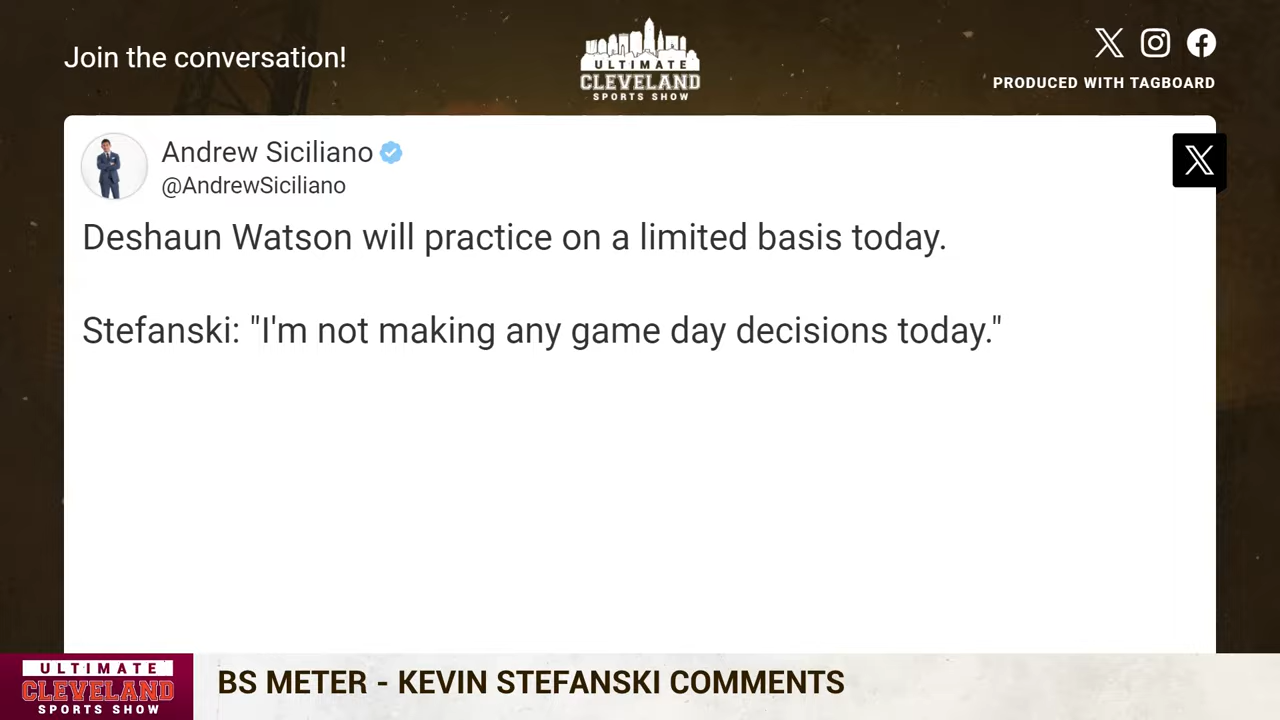 Join the conversation!
ULTIMATE
CLEVELAND
SPORTS SHOW
PRODUCED WITH TAGBOARD
Andrew Siciliano
@AndrewSiciliano
Deshaun Watson will practice on a limited basis today.
Stefanski: "I'm not making any game day decisions today."
ULTIMATE
CLEVELAND
SPORTS SHOW
BS METER - KEVIN STEFANSKI COMMENTS